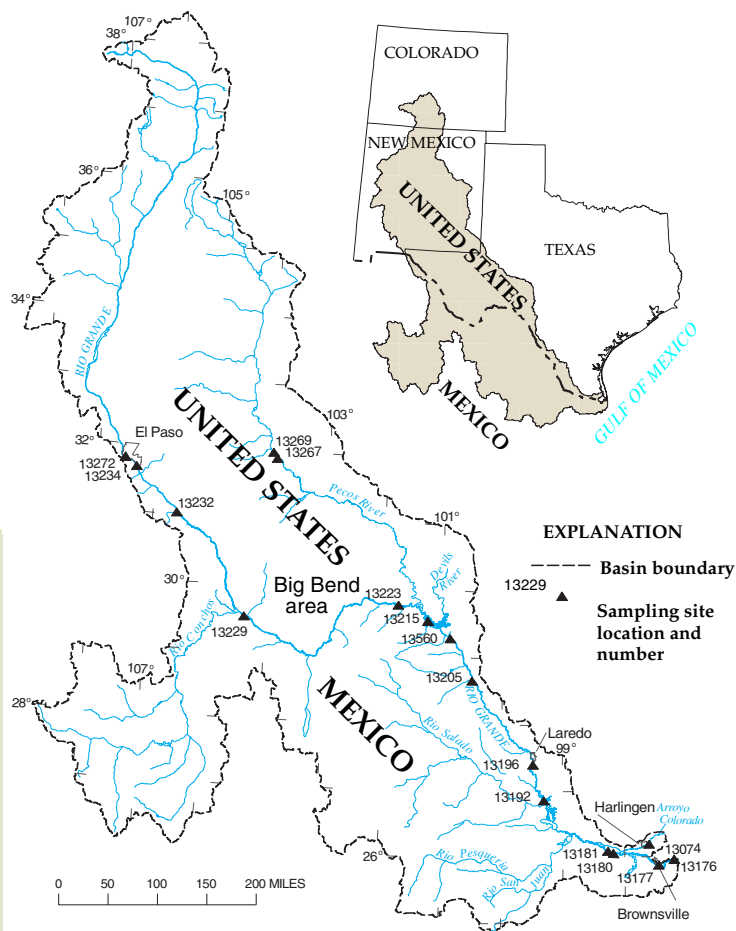 107°
38°
COLORADO
NEW MEXICO
36°
105°
UNITED STATES
TEXAS
34°
RIO GRANDE
MEXICO
GULF OF MEXICO
103°
32°
El Paso
UNITED STATES
13269
13267
13272
13234
Pecos River
13232
101°
EXPLANATION
Basin boundary
13229
Sampling site
location and
number
Devils
River
30°
Big Bend
area
13223
13215
Rio Conchos
13229
13560
107°
13205
MEXICO
RIO GRANDE
28°
Rio Salado
Laredo
99°
13196
13192
Harlingen
Arroyo
Colorado
26°
Rio Pesqueria
13181
13180
13074
13176
13177
Rio San
Juan
0 50 100 150 200 MILES
Brownsville